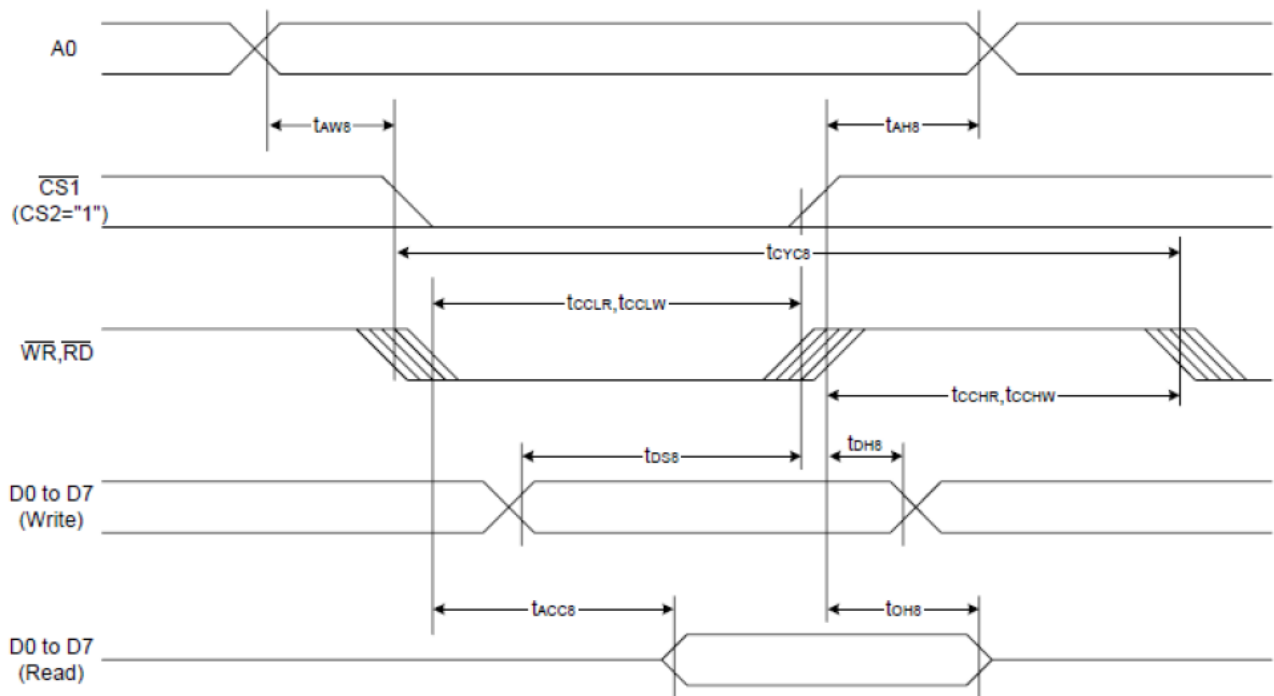 A0
tAW8
tAH8
CS1
(CS2="1")
tCYC8
tCCLR,tCCLW
WR,RD
tCCHR,tCCHW
tDS8
tDH8
D0 to D7
(Write)
tACC8
tOH8
D0 to D7
(Read)